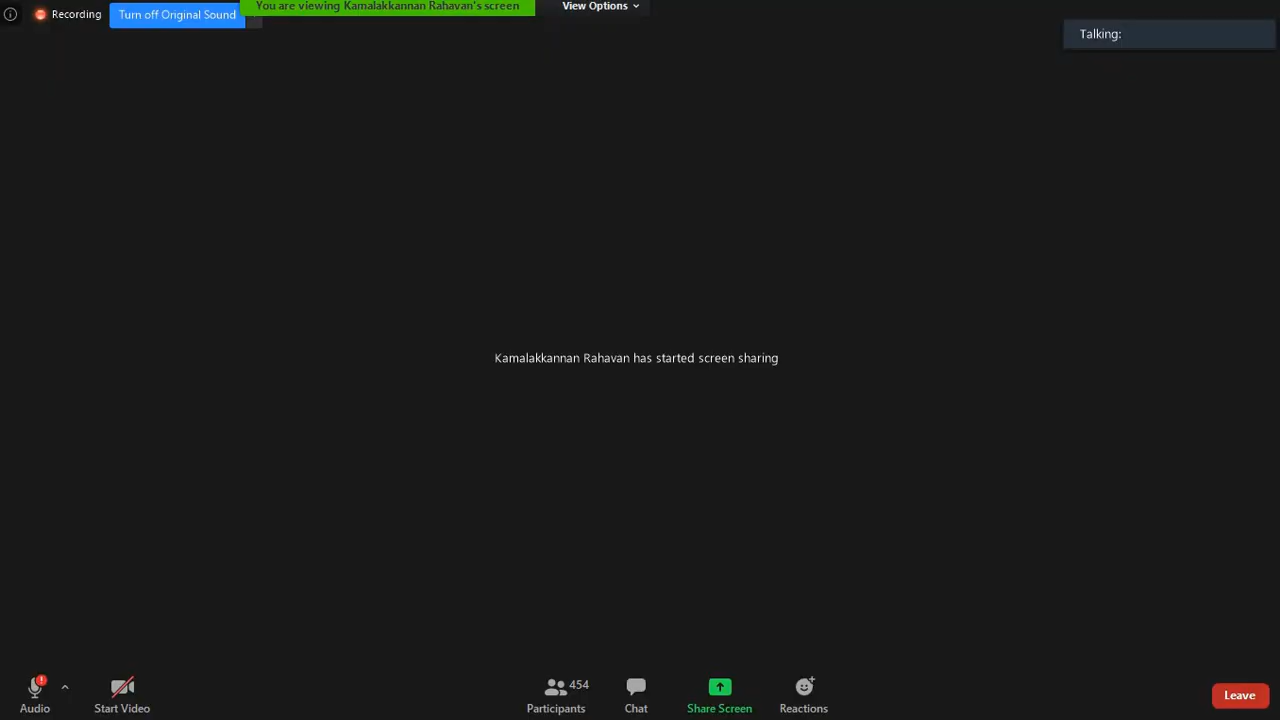 Recording
Turn off Original Sound
You are viewing Kamalakkannan Rahavan's screen
View Options
Talking:
Kamalakkannan Rahavan has started screen sharing
Audio
Start Video
454
Participants
Chat
Share Screen
Reactions
Leave